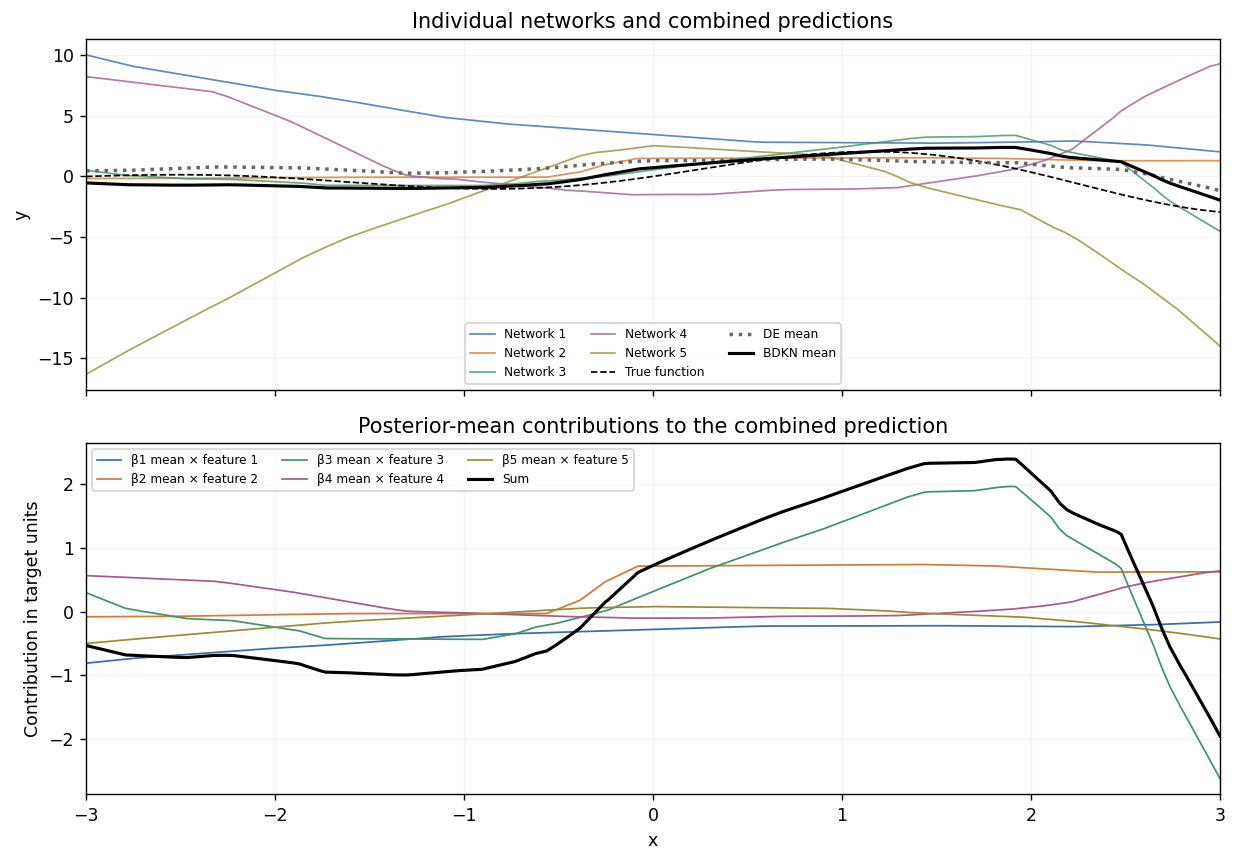 Individual networks and combined predictions
10
5
0
−5
−10
−15
y
Network 1
Network 2
Network 3
Network 4
Network 5
True function
DE mean
BDKN mean
Posterior-mean contributions to the combined prediction
β1 mean × feature 1
β2 mean × feature 2
β3 mean × feature 3
β4 mean × feature 4
β5 mean × feature 5
Sum
2
1
0
−1
−2
Contribution in target units
−3
−2
−1
0
1
2
3
x